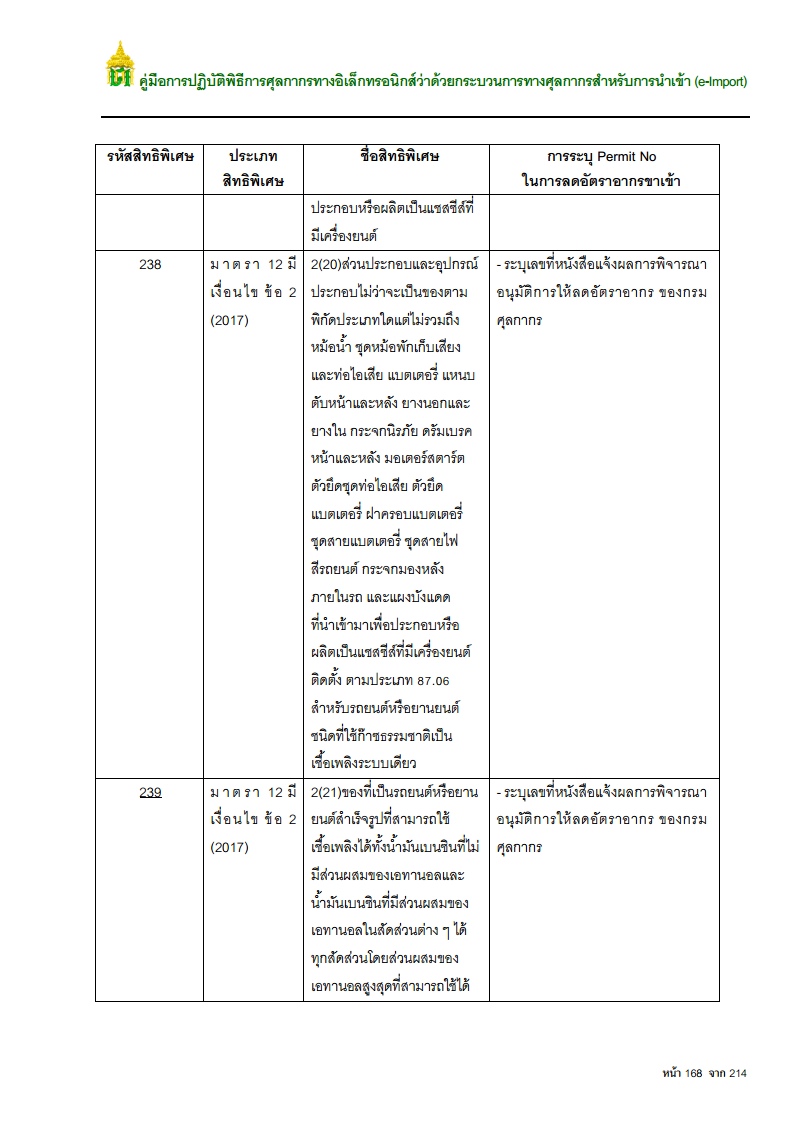 คู่มือการปฏิบัติพิธีการศุลกากรทางอิเล็กทรอนิกส์ว่าด้วยกระบวนการทางศุลกากรสำหรับการนำเข้า (e-Import)
รหัสสิทธิพิเศษ
ประเภท
สิทธิพิเศษ
ชื่อสิทธิพิเศษ
การระบุ Permit No
ในการลดอัตราอากรขาเข้า
ประกอบหรือผลิตเป็นแชสซีส์ที่
มีเครื่องยนต์
238
มาตรา 12 มี
เงื่อนไข ข้อ 2
(2017)
2(20)ส่วนประกอบและอุปกรณ์
ประกอบไม่ว่าจะเป็นของตาม
พิกัดประเภทใดแต่ไม่รวมถึง
หม้อน้ำ ชุดหม้อพักเก็บเสียง
และท่อไอเสีย แบตเตอรี่ แหนบ
ตับหน้าและหลัง ยางนอกและ
ยางใน กระจกนิรภัย ดรัมเบรค
หน้าและหลัง มอเตอร์สตาร์ต
ตัวยึดชุดท่อไอเสีย ตัวยึด
แบตเตอรี่ ฝาครอบแบตเตอรี่
ชุดสายแบตเตอรี่ ชุดสายไฟ
สีรถยนต์ กระจกมองหลัง
ภายในรถ และแผงบังแดด
ที่นำเข้ามาเพื่อประกอบหรือ
ผลิตเป็นแชสซีส์ที่มีเครื่องยนต์
ติดตั้ง ตามประเภท 87.06
สำหรับรถยนต์หรือยานยนต์
ชนิดที่ใช้ก๊าซธรรมชาติเป็น
เชื้อเพลิงระบบเดียว
- ระบุเลขที่หนังสือแจ้งผลการพิจารณา
อนุมัติการให้ลดอัตราอากร ของกรม
ศุลกากร
239
มาตรา 12 มี
เงื่อนไข ข้อ 2
(2017)
2(21)ของที่เป็นรถยนต์หรือยาน
ยนต์สำเร็จรูปที่สามารถใช้
เชื้อเพลิงได้ทั้งน้ำมันเบนซินที่ไม่
มีส่วนผสมของเอทานอลและ
น้ำมันเบนซินที่มีส่วนผสมของ
เอทานอลในสัดส่วนต่าง ๆ ได้
ทุกสัดส่วนโดยส่วนผสมของ
เอทานอลสูงสุดที่สามารถใช้ได้
- ระบุเลขที่หนังสือแจ้งผลการพิจารณา
อนุมัติการให้ลดอัตราอากร ของกรม
ศุลกากร
หน้า 168 จาก 214